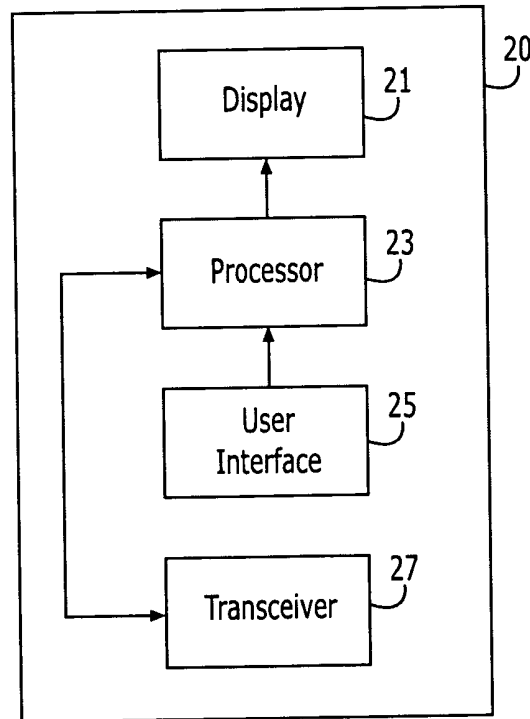 20
Display
21
Processor
23
User
Interface
25
Transceiver
27